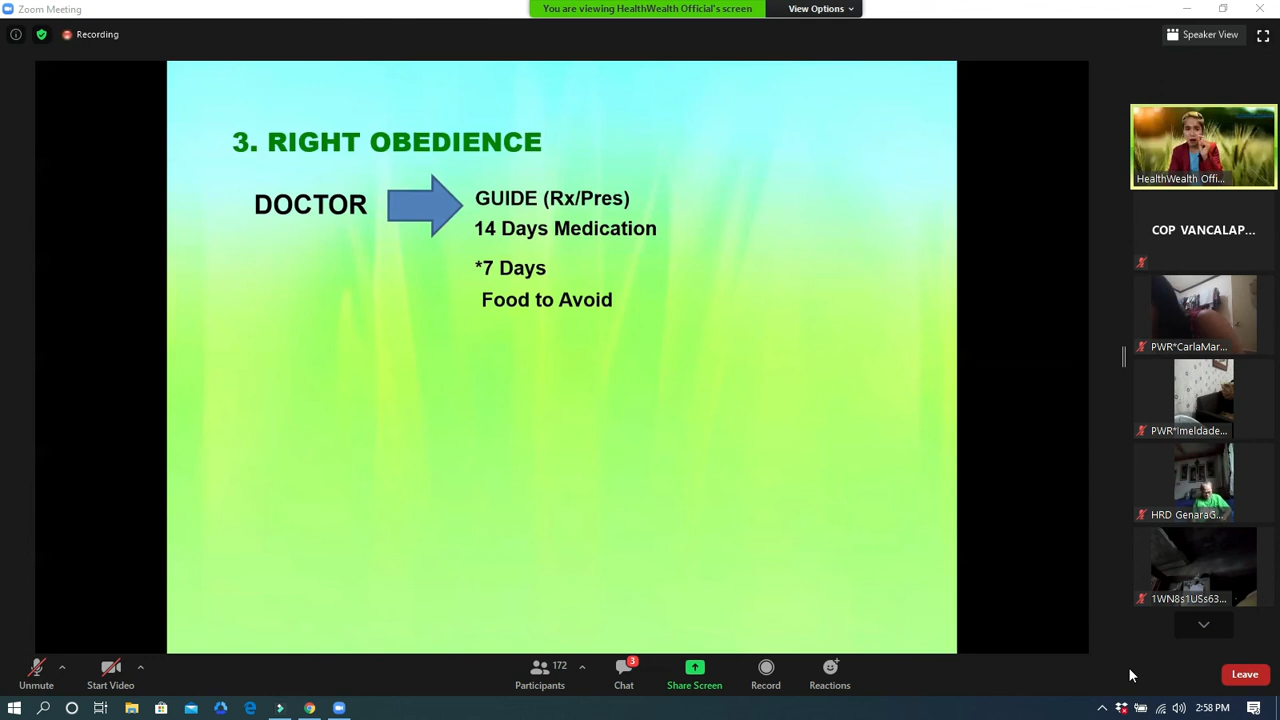 Zoom Meeting
You are viewing HealthWealth Official's screen
View Options
Recording
Speaker View
3. RIGHT OBEDIENCE
DOCTOR
GUIDE (Rx/Pres)
14 Days Medication
*7 Days
Food to Avoid
HealthWealth Offi...
COP VANCALAP...
PWR*CarlaMar...
PWR*Imeldade...
HRD GenaraG...
1WN8s1USs63...
Unmute
Start Video
Participants
172
Chat
3
Share Screen
Record
Reactions
Leave
2:58 PM